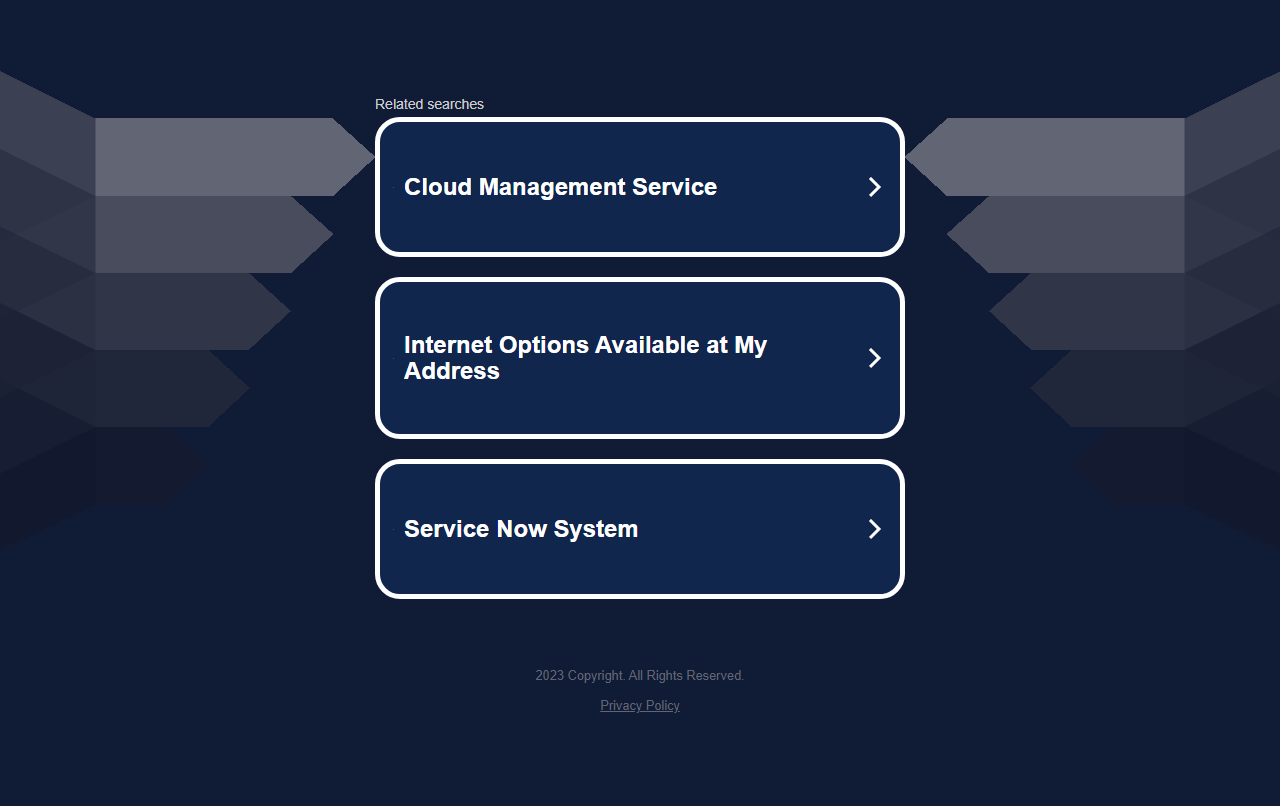 Related searches
Cloud Management Service
Internet Options Available at My
Address
Service Now System
2023 Copyright. All Rights Reserved.
Privacy Policy